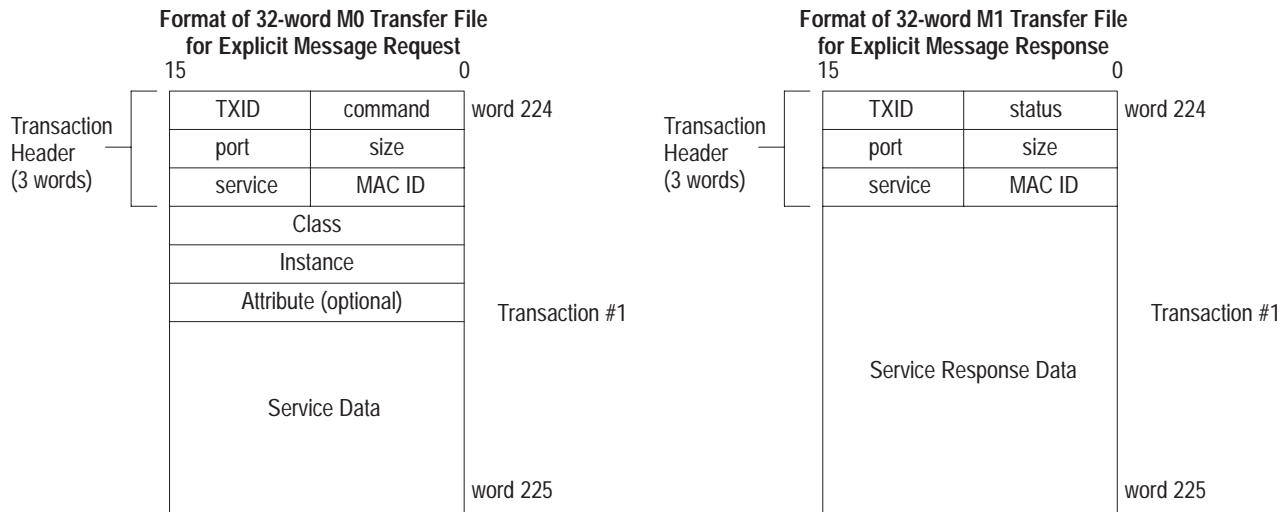 Format of 32-word M0 Transfer File
for Explicit Message Request
15 0
Transaction
Header
(3 words)
TXID command word 224
port size
service MAC ID
Class
Instance
Attribute (optional)
Transaction #1
Service Data
word 225
Format of 32-word M1 Transfer File
for Explicit Message Response
15 0
Transaction
Header
(3 words)
TXID status word 224
port size
service MAC ID
Transaction #1
Service Response Data
word 225